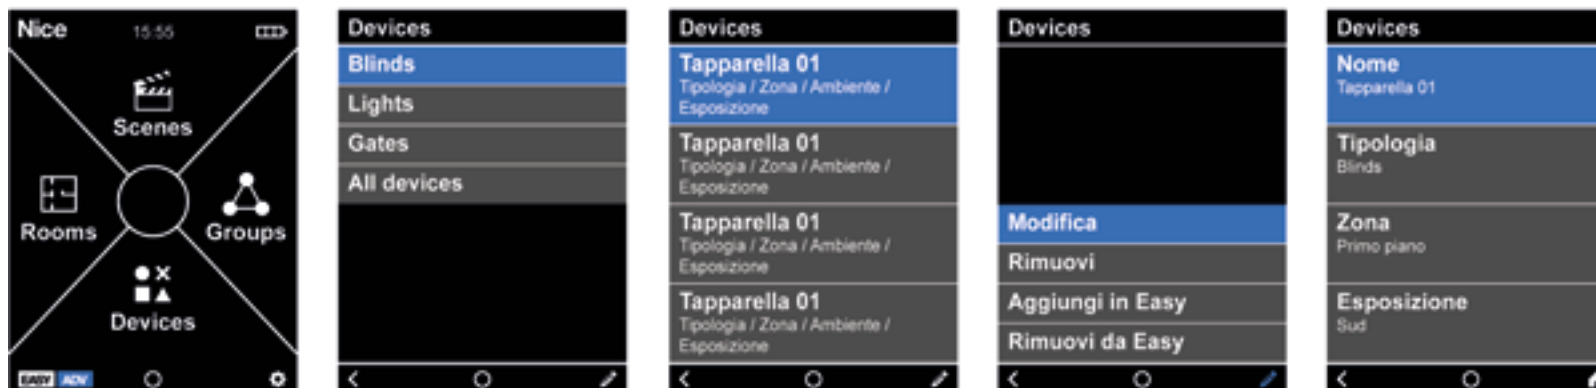 Nice 15:55
Scenes
Rooms
Groups
Devices
EASY ADV
Devices
Blinds
Lights
Gates
All devices
Devices
Tapparella 01
Tipologia / Zona / Ambiente /
Esposizione
Tapparella 01
Tipologia / Zona / Ambiente /
Esposizione
Tapparella 01
Tipologia / Zona / Ambiente /
Esposizione
Tapparella 01
Tipologia / Zona / Ambiente /
Esposizione
Devices
Modifica
Rimuovi
Aggiungi in Easy
Rimuovi da Easy
Devices
Nome
Tapparella 01
Tipologia
Blinds
Zona
Primo piano
Esposizione
Sud